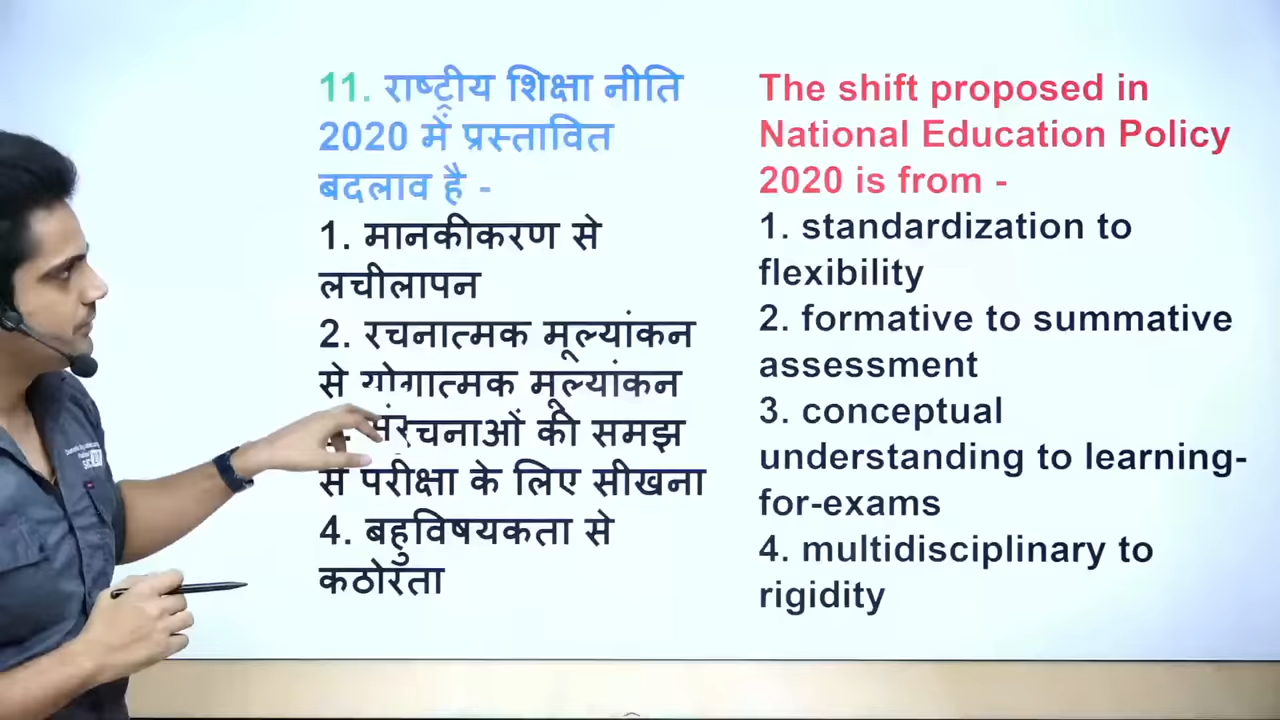 11. राष्ट्रीय शिक्षा नीति
2020 में प्रस्तावित
बदलाव है -
1. मानकीकरण से
लचीलापन
2. रचनात्मक मूल्यांकन
से योगात्मक मूल्यांकन
संरचनाओं की समझ
से परीक्षा के लिए सीखना
4. बहुविषयकता से
कठोरता
The shift proposed in
National Education Policy
2020 is from -
1. standardization to
flexibility
2. formative to summative
assessment
3. conceptual
understanding to learning-
for-exams
4. multidisciplinary to
rigidity